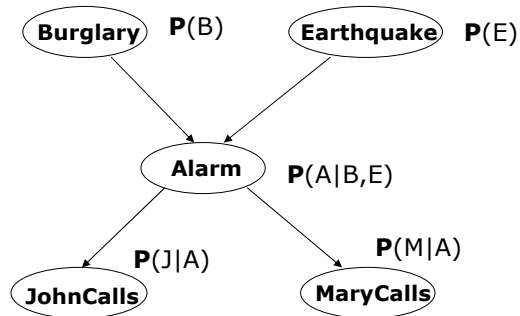 Burglary P(B)
Earthquake P(E)
Alarm
P(A|B,E)
P(J|A)
P(M|A)
JohnCalls
MaryCalls